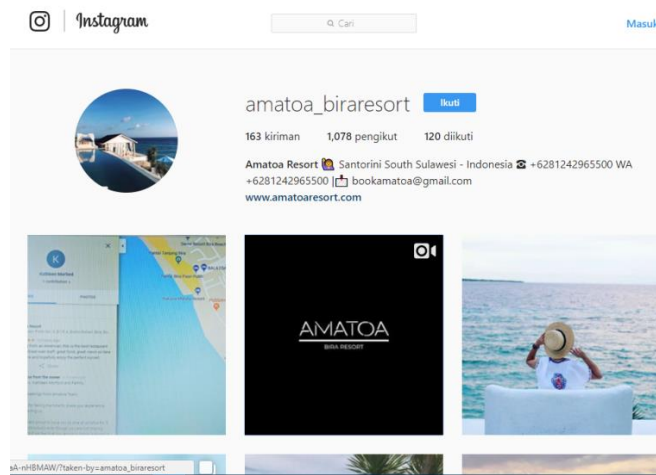 Instagram
Cari
Masuk
amatoa_biraresort
Ikuti
163 kiriman 1,078 pengikut 120 diikuti
Amatoa Resort 🙋 Santorini South Sulawesi - Indonesia ☎ +6281242965500 WA
+6281242965500 |📩 bookamatoa@gmail.com
www.amatoaresort.com
K
AMATOA
BIRA RESORT
aA-nHBMAW/?taken-by=amatoa_biraresort